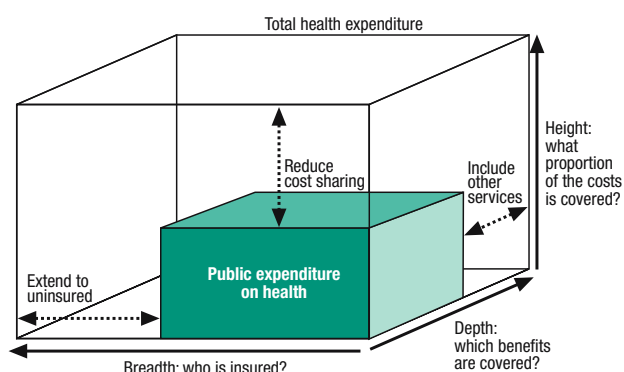 Total health expenditure
Height:
what
proportion
of the costs
is covered?
Reduce
cost sharing
Include
other
services
Extend to
uninsured
Public expenditure
on health
Depth:
which benefits
are covered?
Breadth: who is insured?